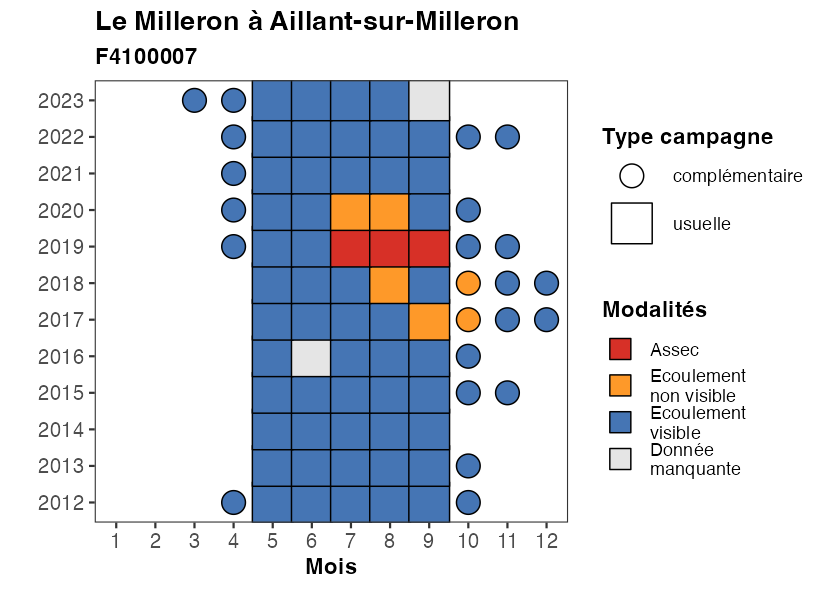 Le Milleron à Aillant-sur-Milleron
F4100007
2023
2022
2021
2020
2019
2018
2017
2016
2015
2014
2013
2012
1 2 3 4 5 6 7 8 9 10 11 12
Mois
Type campagne
complémentaire
usuelle
Modalités
Assec
Ecoulement
non visible
Ecoulement
visible
Donnée
manquante